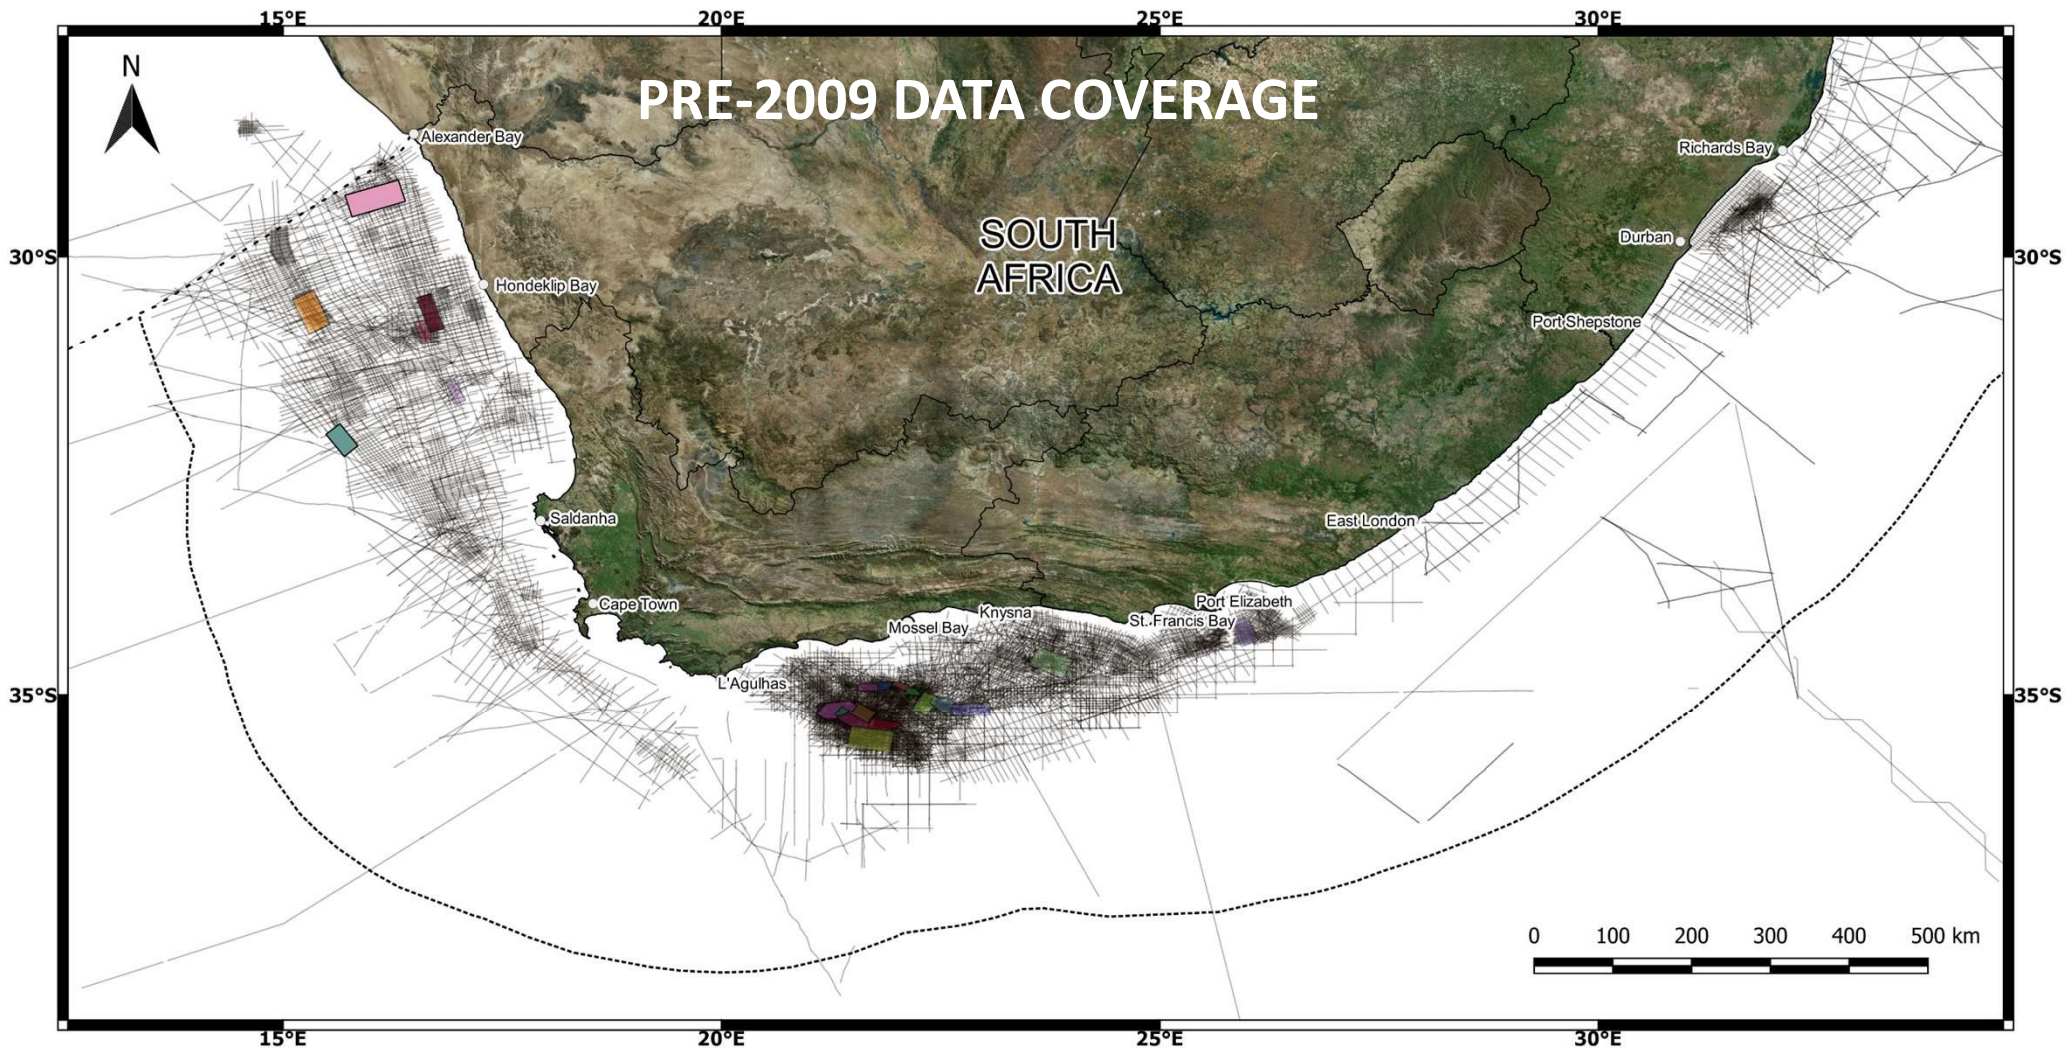 15°E 20°E 25°E 30°E
N
PRE-2009 DATA COVERAGE
Alexander Bay
Richards Bay
SOUTH
AFRICA
Durban
30°S 30°S
Hondeklip Bay
Port Shepstone
Saldanha
East London
Cape Town
Port Elizabeth
Knysna
St. Francis Bay
Mossel Bay
L'Agulhas
35°S 35°S
0 100 200 300 400 500 km
15°E 20°E 25°E 30°E